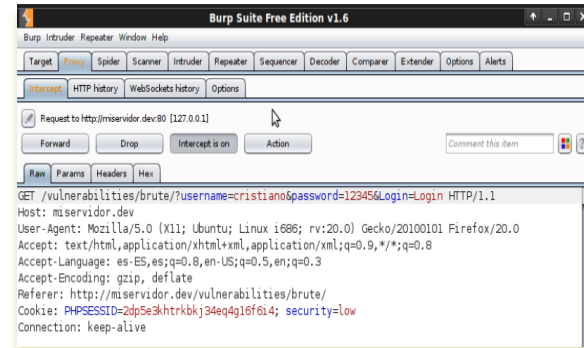 Burp Suite Free Edition v1.6
Burp Intruder Repeater Window Help
Target Proxy Spider Scanner Intruder Repeater Sequencer Decoder Comparer Extender Options Alerts
Intercept HTTP history WebSockets history Options
Request to http://miservidor.dev:80 [127.0.0.1]
Forward Drop Intercept is on Action Comment this item ?
Raw Params Headers Hex
GET /vulnerabilities/brute/?username=cristiano&password=12345&Login=Login HTTP/1.1
Host: miservidor.dev
User-Agent: Mozilla/5.0 (X11; Ubuntu; Linux i686; rv:20.0) Gecko/20100101 Firefox/20.0
Accept: text/html,application/xhtml+xml,application/xml;q=0.9,*/*;q=0.8
Accept-Language: es-ES,es;q=0.8,en-US;q=0.5,en;q=0.3
Accept-Encoding: gzip, deflate
Referer: http://miservidor.dev/vulnerabilities/brute/
Cookie: PHPSESSID=2dp5e3khtrkbkj34eq4g16f6i4; security=low
Connection: keep-alive